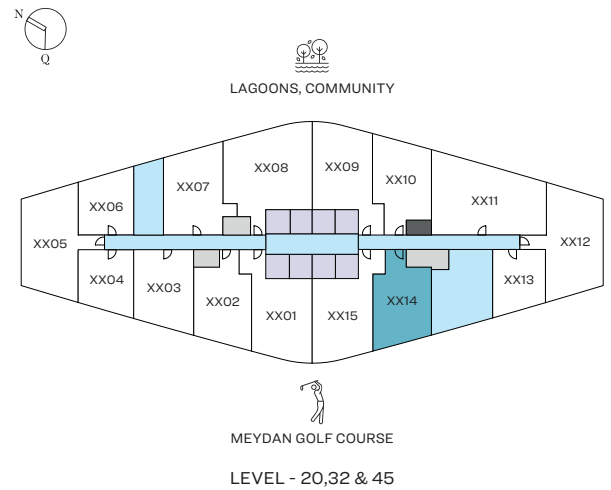 N
Q
LAGOONS, COMMUNITY
XX08
XX09
XX07
XX10
XX06
XX11
XX05
XX12
XX04
XX03
XX13
XX02
XX14
XX01
XX15
MEYDAN GOLF COURSE
LEVEL - 20,32 & 45